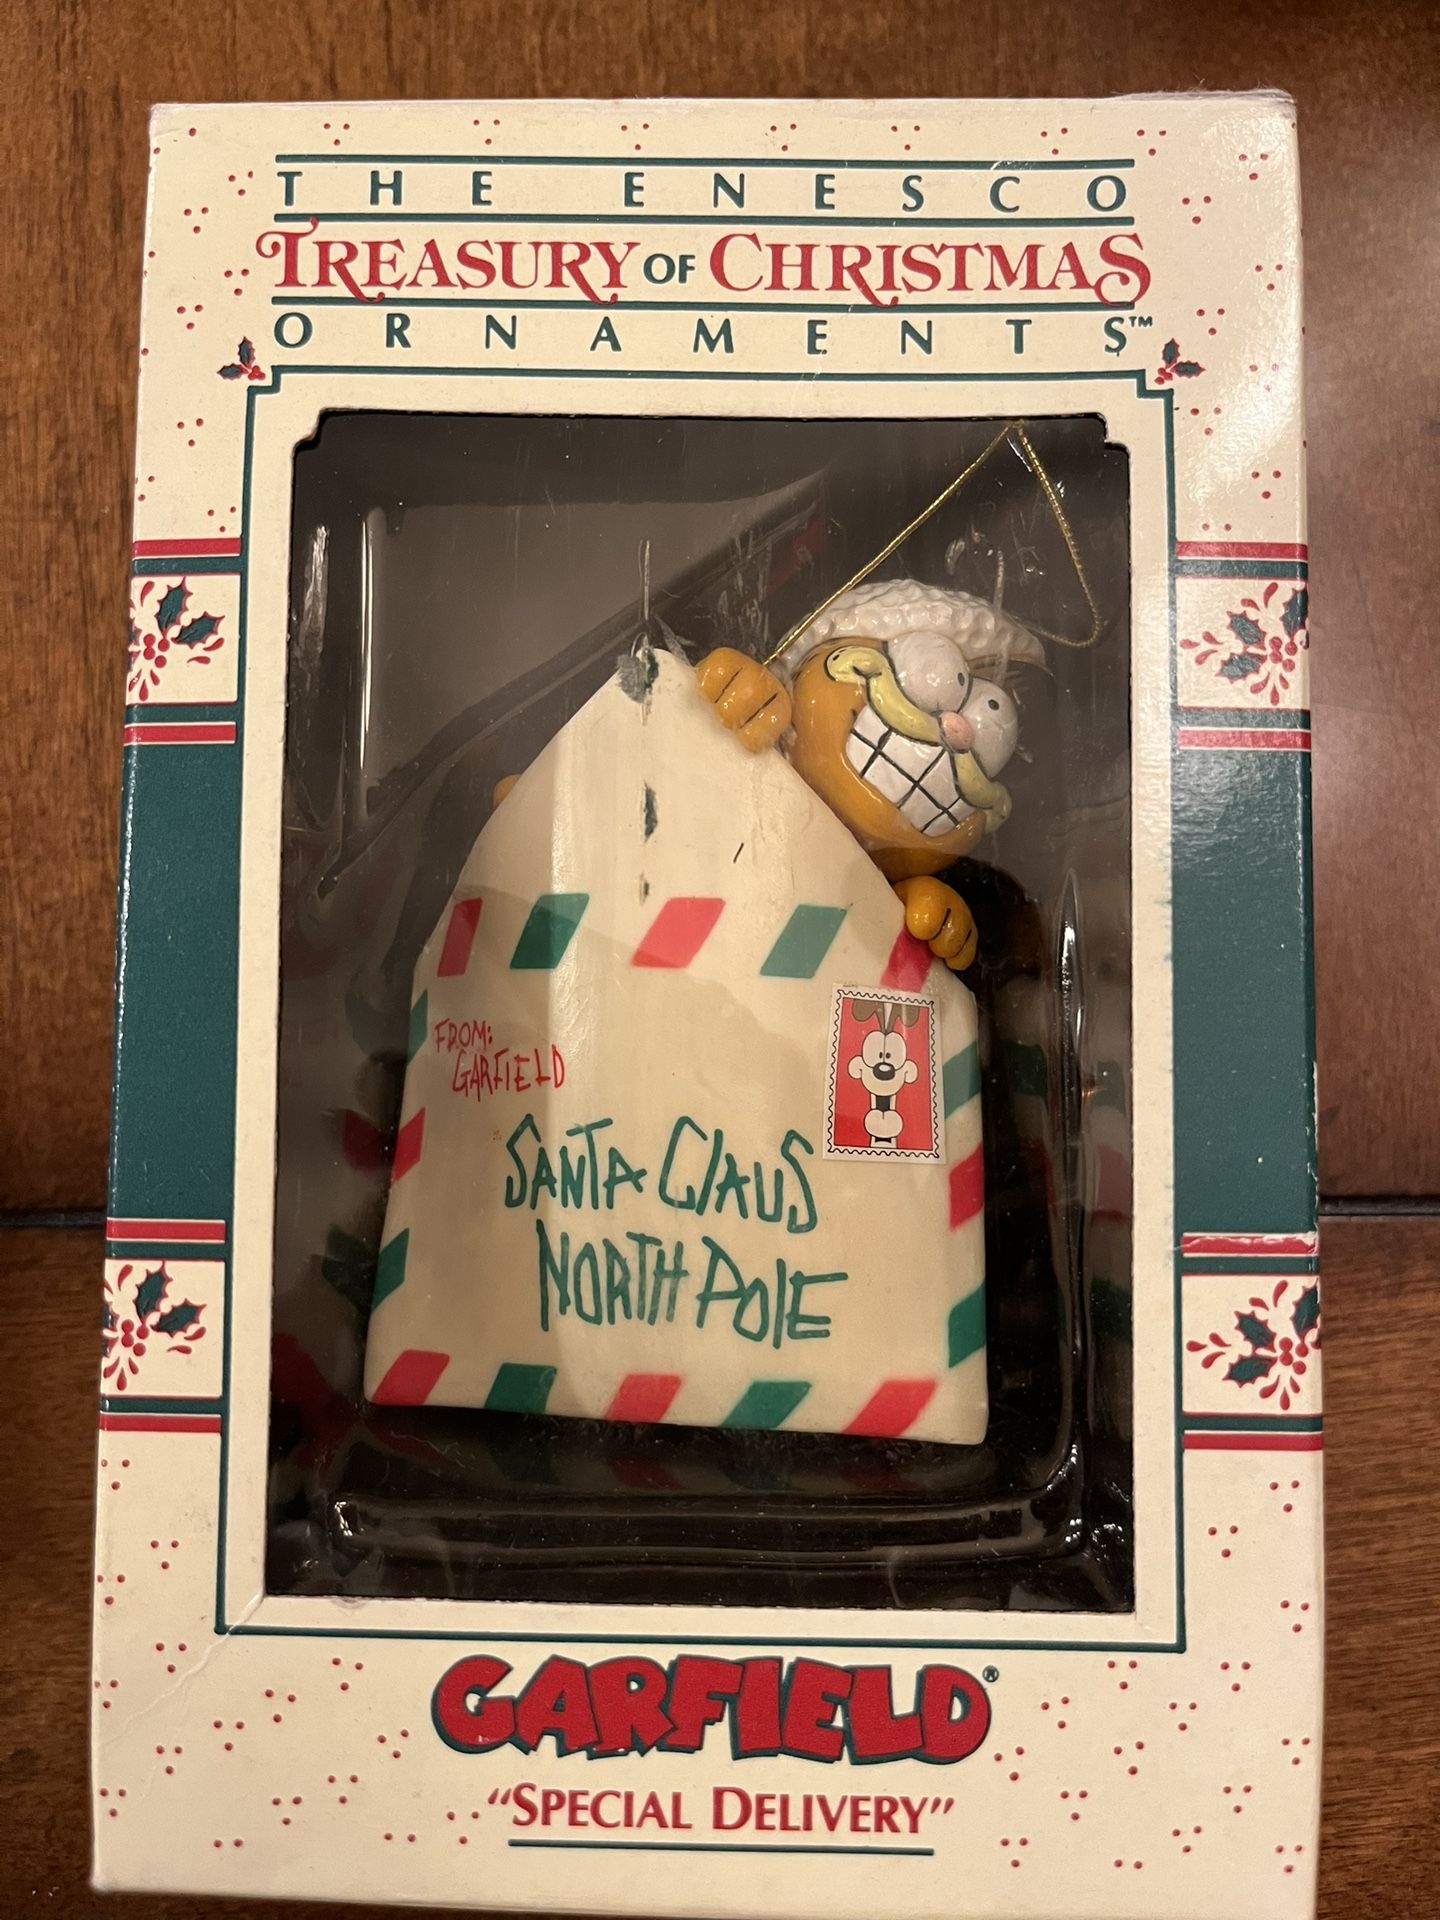 THE ENESCO
TREASURY OF CHRISTMAS
ORNAMENTS™
FROM:
GARFIELD
SANTA CLAUS
NORTH POLE
GARFIELD®
"SPECIAL DELIVERY"